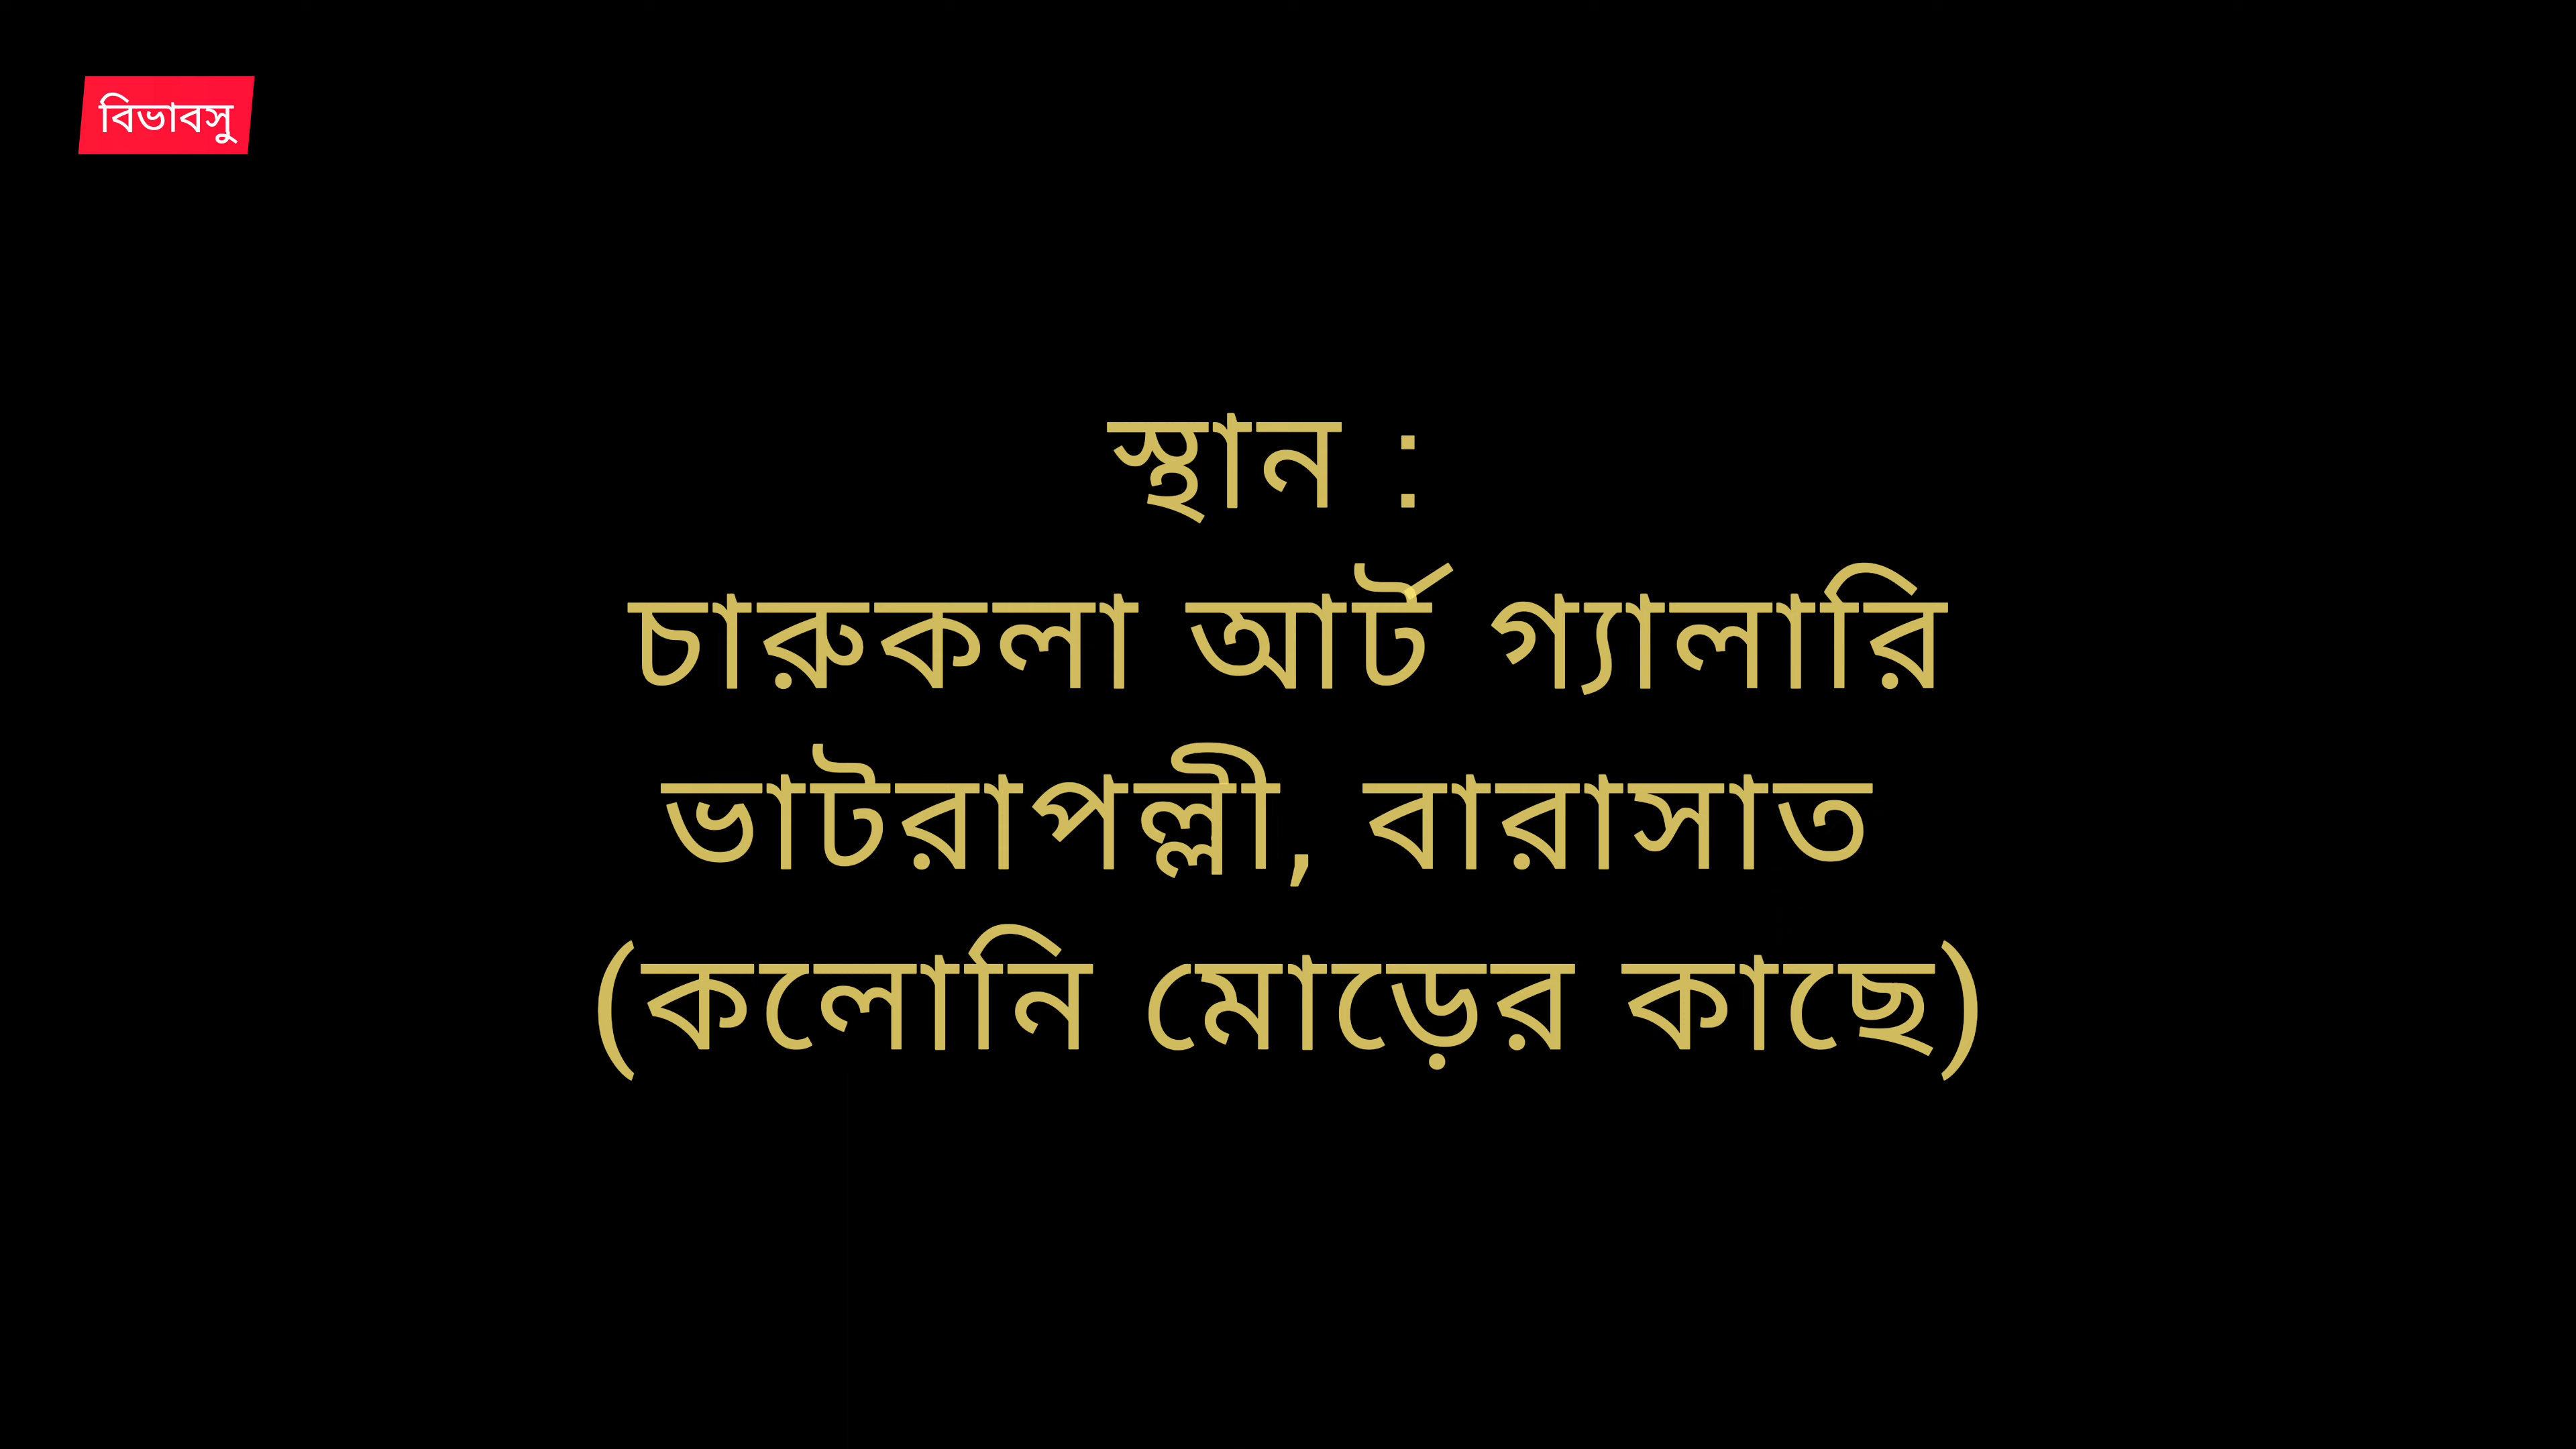 বিভাবসু
স্থান :
চারুকলা আর্ট গ্যালারি
ভাটরাপল্লী, বারাসাত
(কলোনি মোড়ের কাছে)